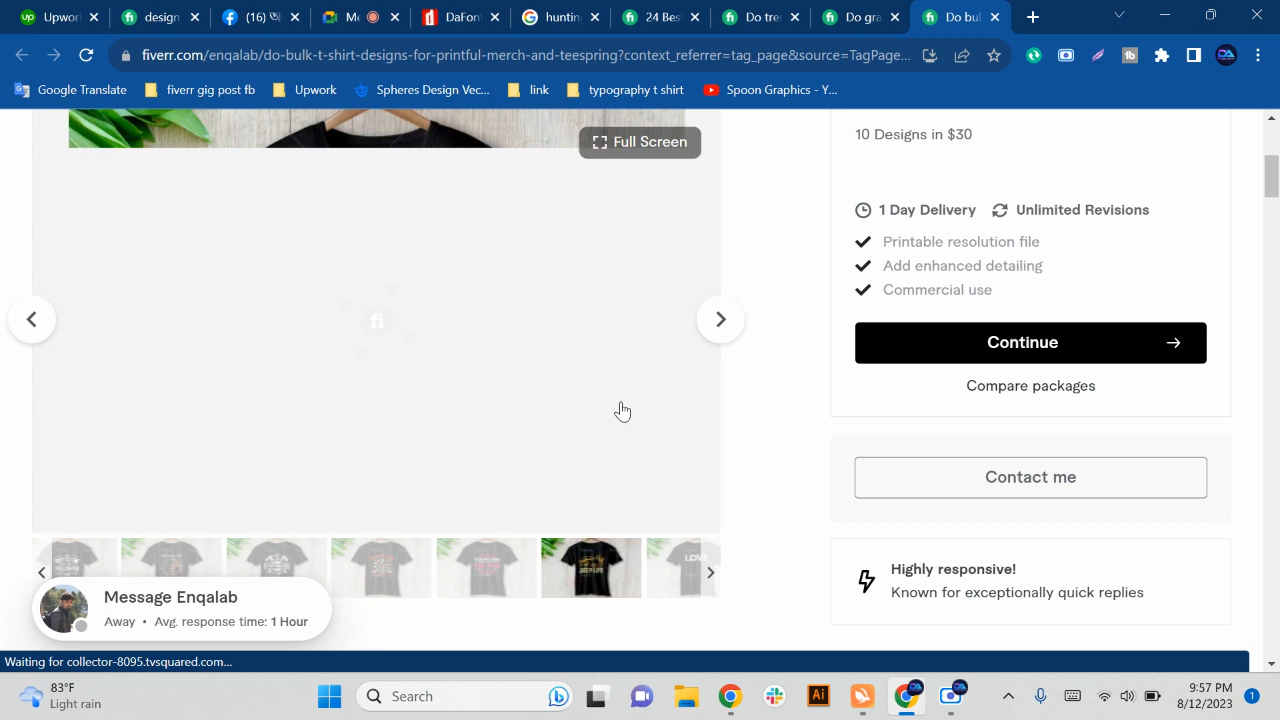 Upwor
design
(16)
Me
DaFon
huntin
24 Bes
Do tre
Do gra
Do bul
fiverr.com/enqalab/do-bulk-t-shirt-designs-for-printful-merch-and-teespring?context_referrer=tag_page&source=TagPage...
Google Translate
fiverr gig post fb
Upwork
Spheres Design Vec...
link
typography t shirt
Spoon Graphics - Y...
Full Screen
10 Designs in $30
1 Day Delivery
Unlimited Revisions
Printable resolution file
Add enhanced detailing
Commercial use
fi
Continue
Compare packages
Contact me
LOVE
Highly responsive!
Known for exceptionally quick replies
Message Enqalab
Away • Avg. response time: 1 Hour
Waiting for collector-8095.tvsquared.com...
83°F
Light rain
Search
Ai
9:57 PM
8/12/2023
1